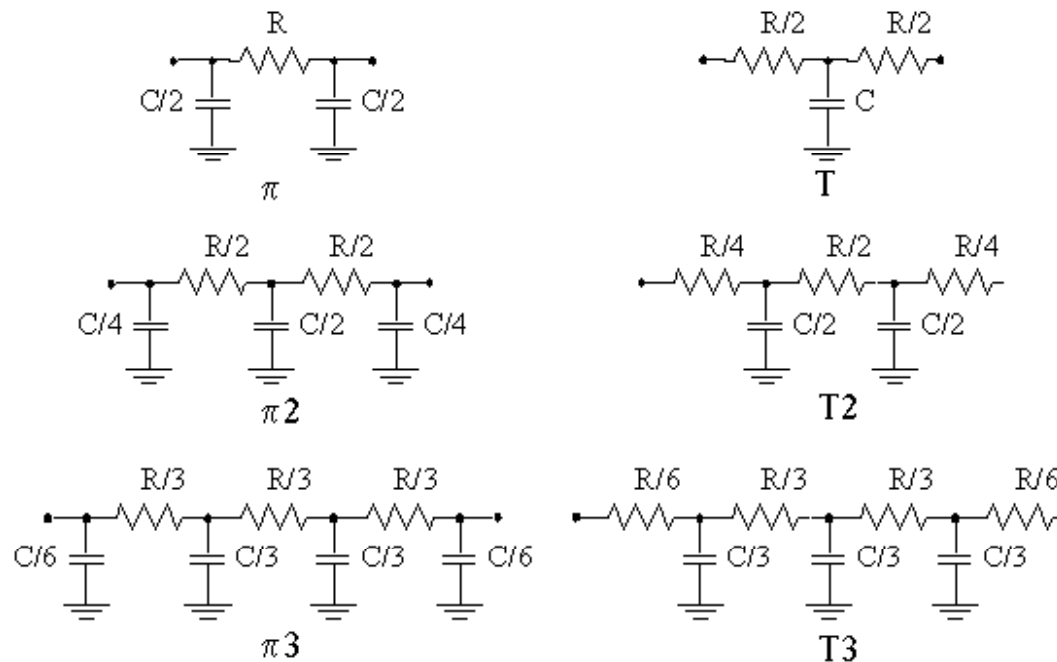 R
R/2 R/2
C/2 C/2
C
π
T
R/2 R/2
R/4 R/2 R/4
C/4 C/2 C/4
C/2 C/2
π2
T2
R/3 R/3 R/3
R/6 R/3 R/3 R/6
C/6 C/3 C/3 C/6
C/3 C/3 C/3
π3
T3